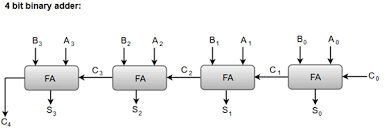 4 bit binary adder:
B3 A3 B2 A2 B1 A1 B0 A0
FA C3 FA C2 FA C1 FA C0
C4 S3 S2 S1 S0